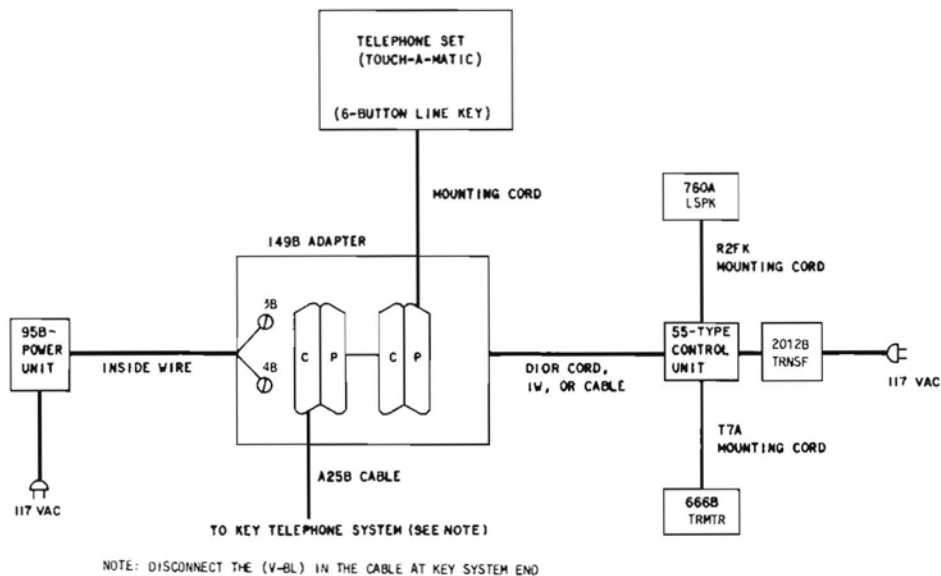 TELEPHONE SET
(TOUCH-A-MATIC)
(6-BUTTON LINE KEY)
MOUNTING CORD
760A
LSPK
149B ADAPTER
R2FK
MOUNTING CORD
3B
95B-
POWER
UNIT
C P
C P
55-TYPE
CONTROL
UNIT
2012B
TRNSF
INSIDE WIRE
4B
DIOR CORD,
IW, OR CABLE
117 VAC
T7A
MOUNTING CORD
A25B CABLE
117 VAC
666B
TRMTR
TO KEY TELEPHONE SYSTEM (SEE NOTE)
NOTE: DISCONNECT THE (V-BL) IN THE CABLE AT KEY SYSTEM END